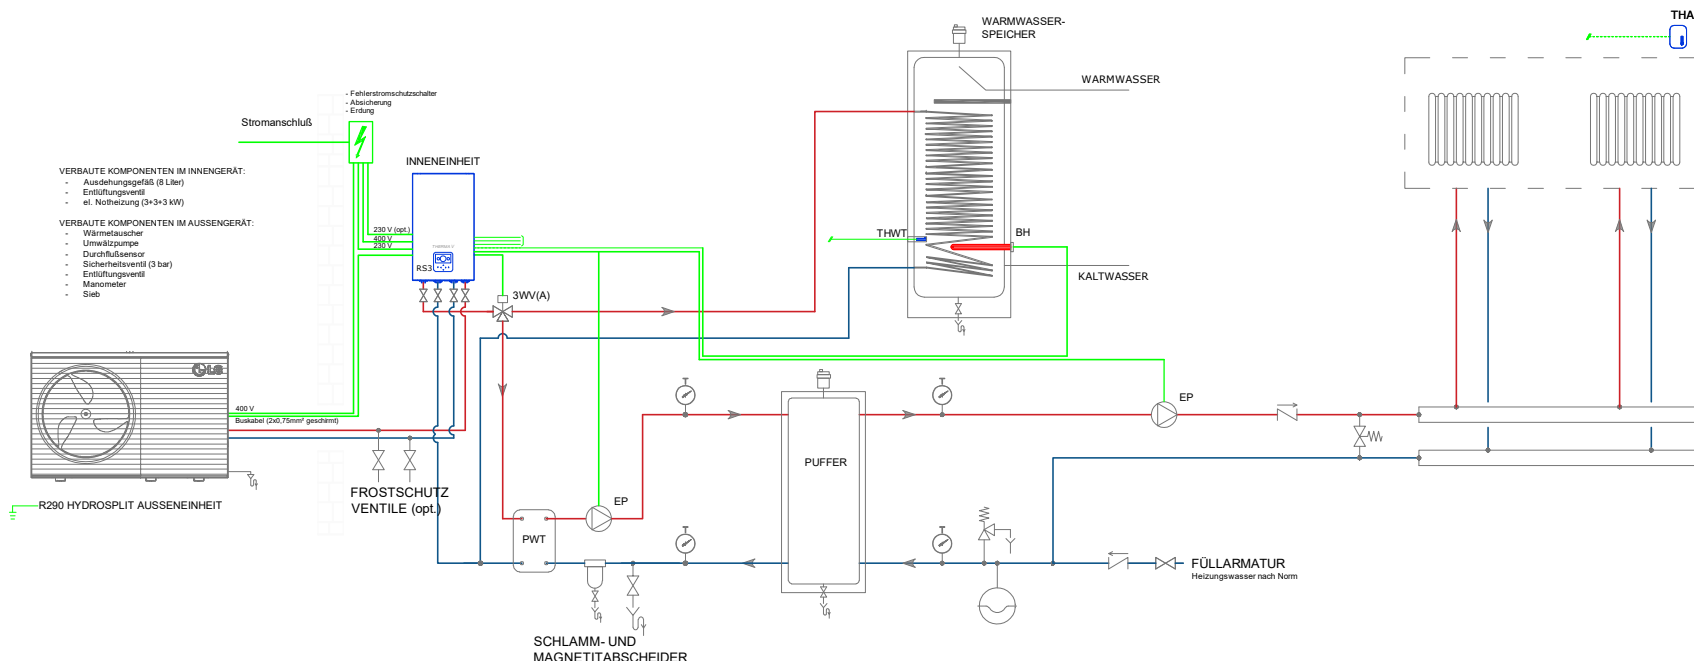 WARMWASSER-
SPEICHER
THA
WARMWASSER
- Fehlerstromschutzschalter
- Absicherung
- Erdung
Stromanschluß
INNENEINHEIT
VERBAUTE KOMPONENTEN IM INNENGERÄT:
- Ausdehungsgefäß (8 Liter)
- Entlüftungsventil
- el. Notheizung (3+3+3 kW)
VERBAUTE KOMPONENTEN IM AUSSENGERÄT:
- Wärmetauscher
- Umwälzpumpe
- Durchflußsensor
- Sicherheitsventil (3 bar)
- Entlüftungsventil
- Manometer
- Sieb
230 V (opt.)
400 V
230 V
THERMA V
RS3
THWT
BH
KALTWASSER
3WV(A)
LG
400 V
Buskabel (2x0,75mm² geschirmt)
T
T
EP
PUFFER
FROSTSCHUTZ
VENTILE (opt.)
R290 HYDROSPLIT AUSSENEINHEIT
EP
PWT
T
T
FÜLLARMATUR
Heizungswasser nach Norm
SCHLAMM- UND
MAGNETITABSCHEIDER